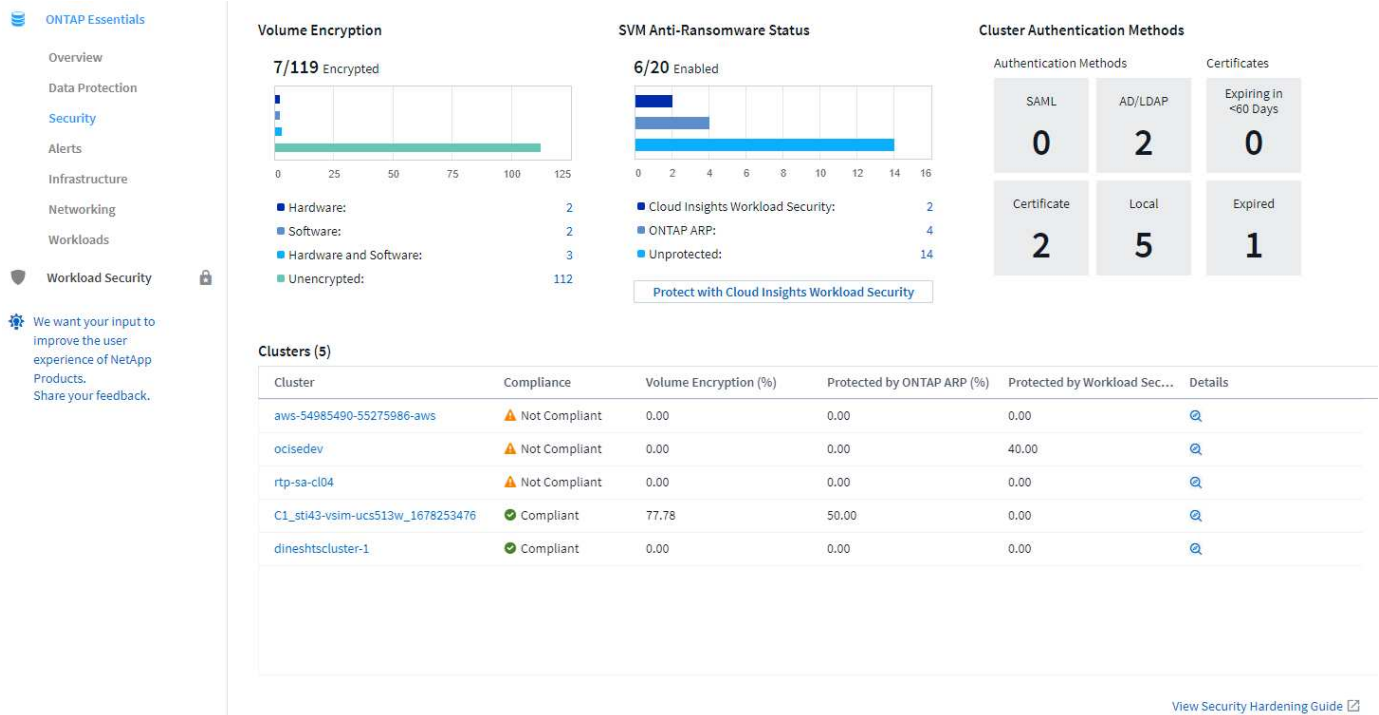 ONTAP Essentials
Overview
Data Protection
Security
Alerts
Infrastructure
Networking
Workloads
Workload Security
We want your input to
improve the user
experience of NetApp
Products.
Share your feedback.
Volume Encryption
7/119 Encrypted
0 25 50 75 100 125
Hardware: 2
Software: 2
Hardware and Software: 3
Unencrypted: 112
SVM Anti-Ransomware Status
6/20 Enabled
0 2 4 6 8 10 12 14 16
Cloud Insights Workload Security: 2
ONTAP ARP: 4
Unprotected: 14
Protect with Cloud Insights Workload Security
Cluster Authentication Methods
Authentication Methods Certificates
SAML AD/LDAP Expiring in
<60 Days
0 2 0
Certificate Local Expired
2 5 1
Clusters (5)
Cluster Compliance Volume Encryption (%) Protected by ONTAP ARP (%) Protected by Workload Sec... Details
aws-54985490-55275986-aws Not Compliant 0.00 0.00 0.00
ocisedev Not Compliant 0.00 0.00 40.00
rtp-sa-cl04 Not Compliant 0.00 0.00 0.00
C1_sti43-vsim-ucs513w_1678253476 Compliant 77.78 50.00 0.00
dineshtscluster-1 Compliant 0.00 0.00 0.00
View Security Hardening Guide